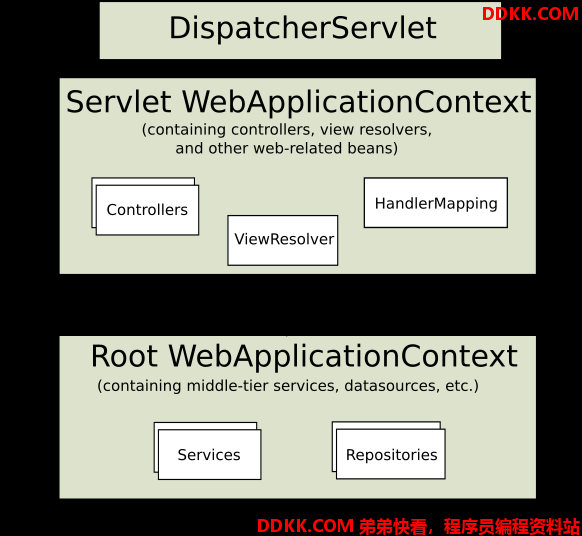 DDKK.COM
DispatcherServlet
Servlet WebApplicationContext
(containing controllers, view resolvers,
and other web-related beans)
Controllers
HandlerMapping
ViewResolver
Root WebApplicationContext
(containing middle-tier services, datasources, etc.)
Services
Repositories
DDKK.COM 弟弟快看，程序员编程资料站